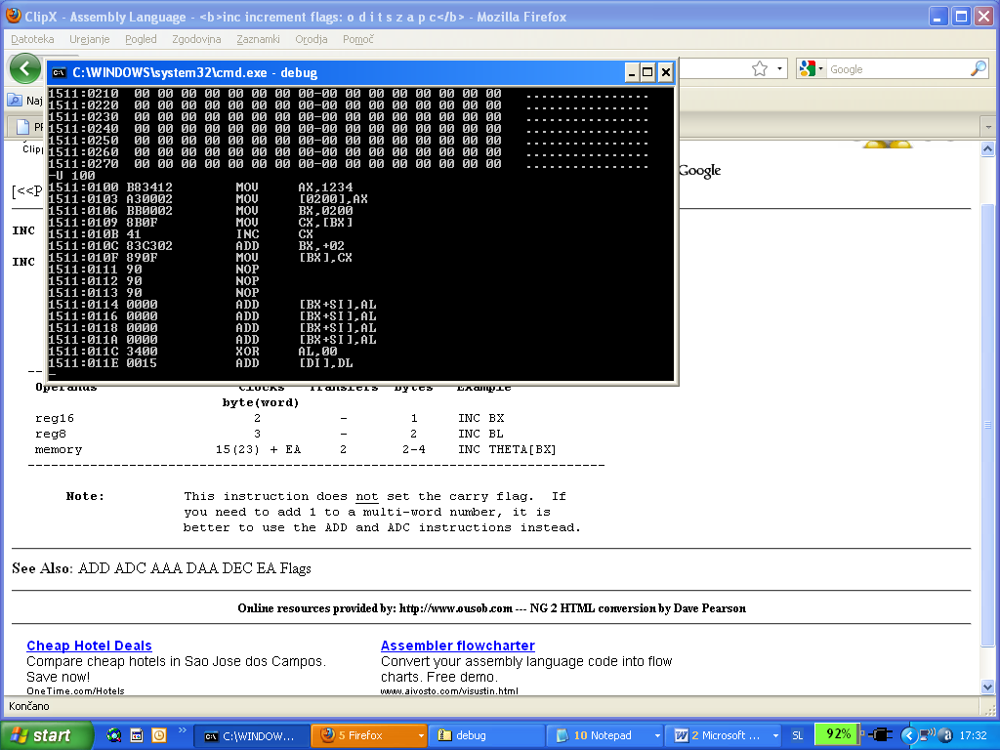 ClipX - Assembly Language - <b>inc increment flags: o d i t s z a p c</b> - Mozilla Firefox
Datoteka Urejanje Pogled Zgodovina Zaznamki Orodja Pomoč
C:\WINDOWS\system32\cmd.exe - debug
Google
Naj
1511:0210 00 00 00 00 00 00 00 00-00 00 00 00 00 00 00 00 ................
1511:0220 00 00 00 00 00 00 00 00-00 00 00 00 00 00 00 00 ................
1511:0230 00 00 00 00 00 00 00 00-00 00 00 00 00 00 00 00 ................
1511:0240 00 00 00 00 00 00 00 00-00 00 00 00 00 00 00 00 ................
1511:0250 00 00 00 00 00 00 00 00-00 00 00 00 00 00 00 00 ................
1511:0260 00 00 00 00 00 00 00 00-00 00 00 00 00 00 00 00 ................
1511:0270 00 00 00 00 00 00 00 00-00 00 00 00 00 00 00 00 ................
-U 100
1511:0100 B83412 MOV AX,1234
1511:0103 A30002 MOV [0200],AX
1511:0106 BB0002 MOV BX,0200
1511:0109 8B0F MOV CX,[BX]
1511:010B 41 INC CX
1511:010C 83C302 ADD BX,+02
1511:010F 890F MOV [BX],CX
1511:0111 90 NOP
1511:0112 90 NOP
1511:0113 90 NOP
1511:0114 0000 ADD [BX+SI],AL
1511:0116 0000 ADD [BX+SI],AL
1511:0118 0000 ADD [BX+SI],AL
1511:011A 0000 ADD [BX+SI],AL
1511:011C 3400 XOR AL,00
1511:011E 0015 ADD [DI],DL
-
Clip
Google
[<<P
INC
INC
Operands Clocks Transfers Bytes Example
byte(word)
reg16 2 - 1 INC BX
reg8 3 - 2 INC BL
memory 15(23) + EA 2 2-4 INC THETA[BX]
Note: This instruction does not set the carry flag. If
you need to add 1 to a multi-word number, it is
better to use the ADD and ADC instructions instead.
See Also: ADD ADC AAA DAA DEC EA Flags
Online resources provided by: http://www.ousob.com --- NG 2 HTML conversion by Dave Pearson
Cheap Hotel Deals
Compare cheap hotels in Sao Jose dos Campos.
Save now!
OneTime.com/Hotels
Assembler flowcharter
Convert your assembly language code into flow
charts. Free demo.
www.aivosto.com/visustin.html
Končano
start C:\WINDOW... 5 Firefox debug 10 Notepad 2 Microsoft ... SL 92% 17:32